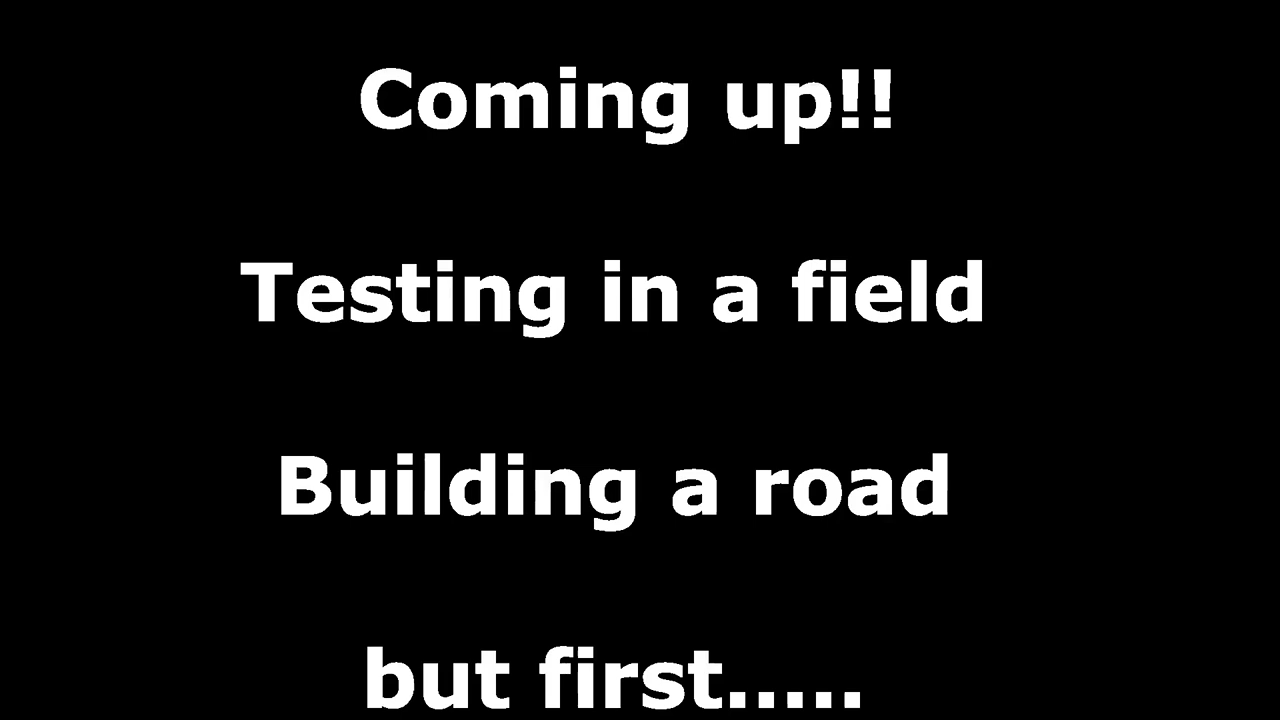 Coming up!!
Testing in a field
Building a road
but first.....